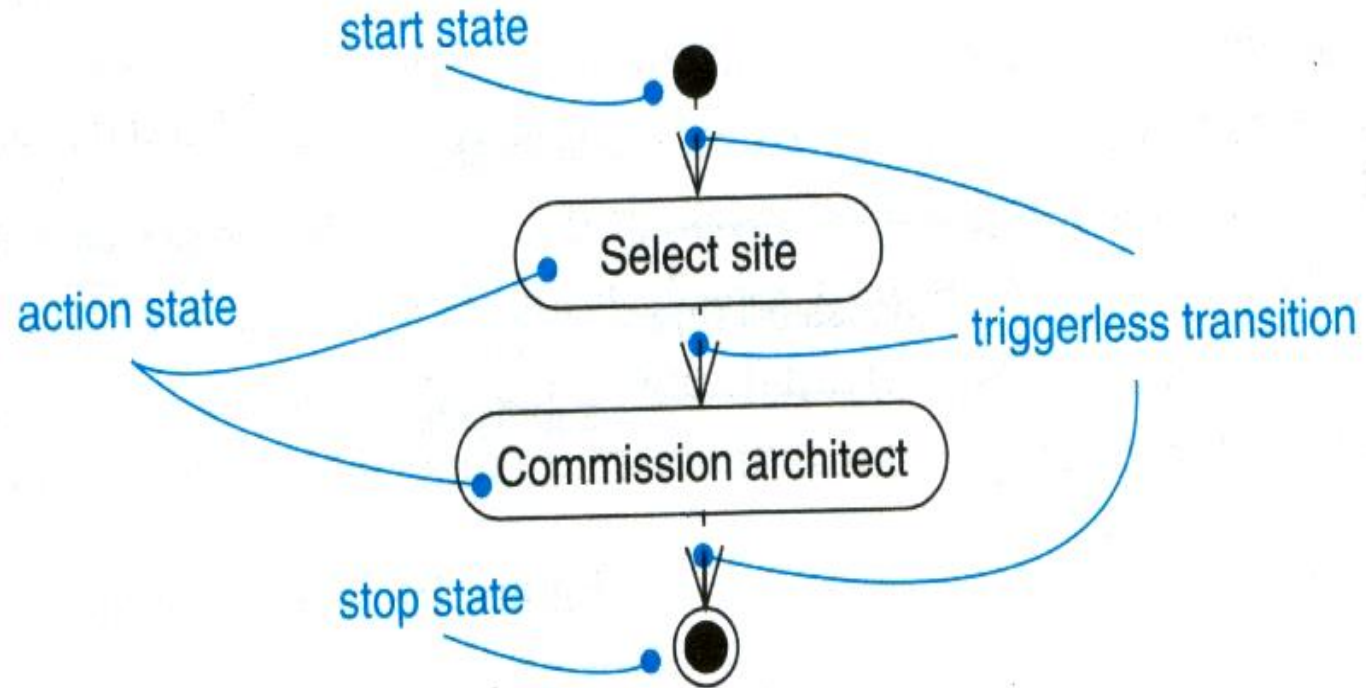 start state
Select site
action state
triggerless transition
Commission architect
stop state